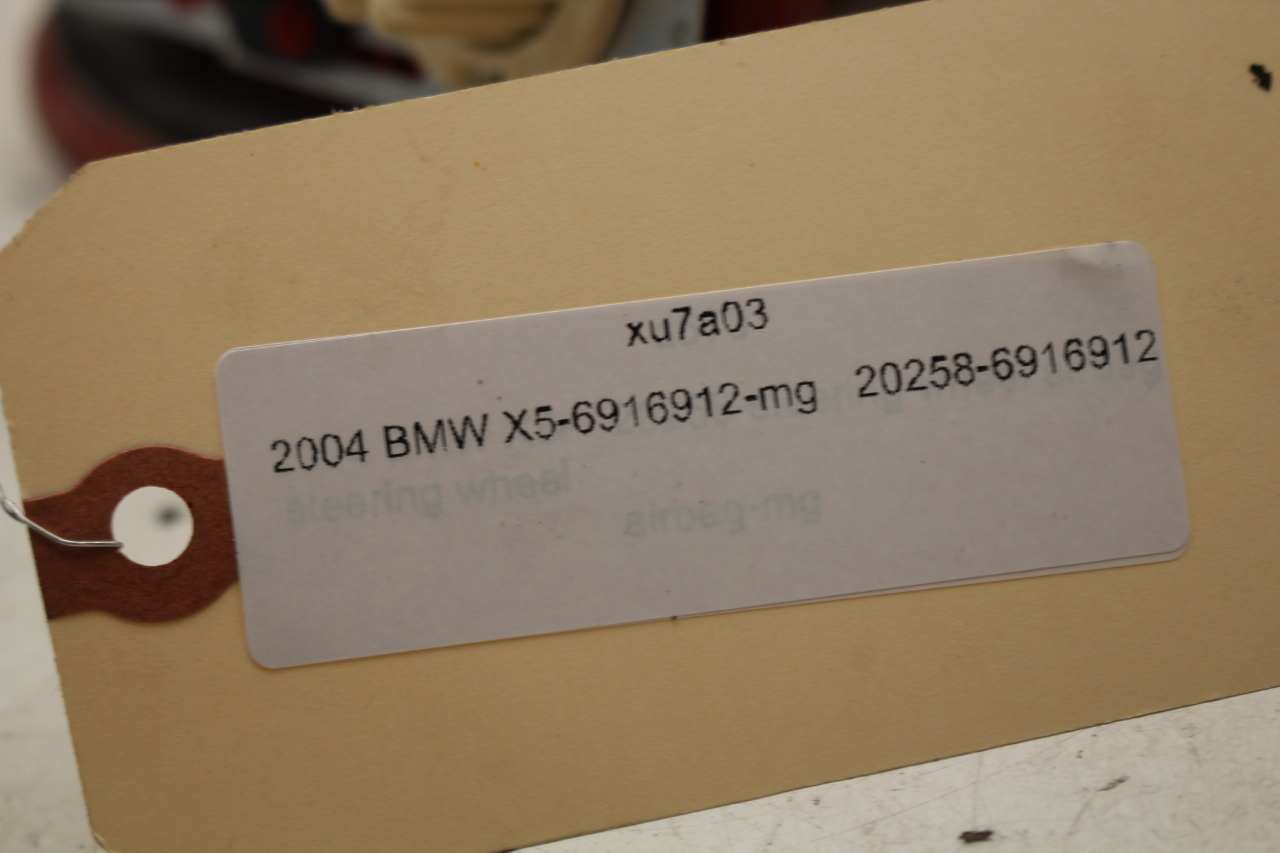 xu7a03
2004 BMW X5-6916912-mg 20258-6916912
steering wheel
airbag-mg